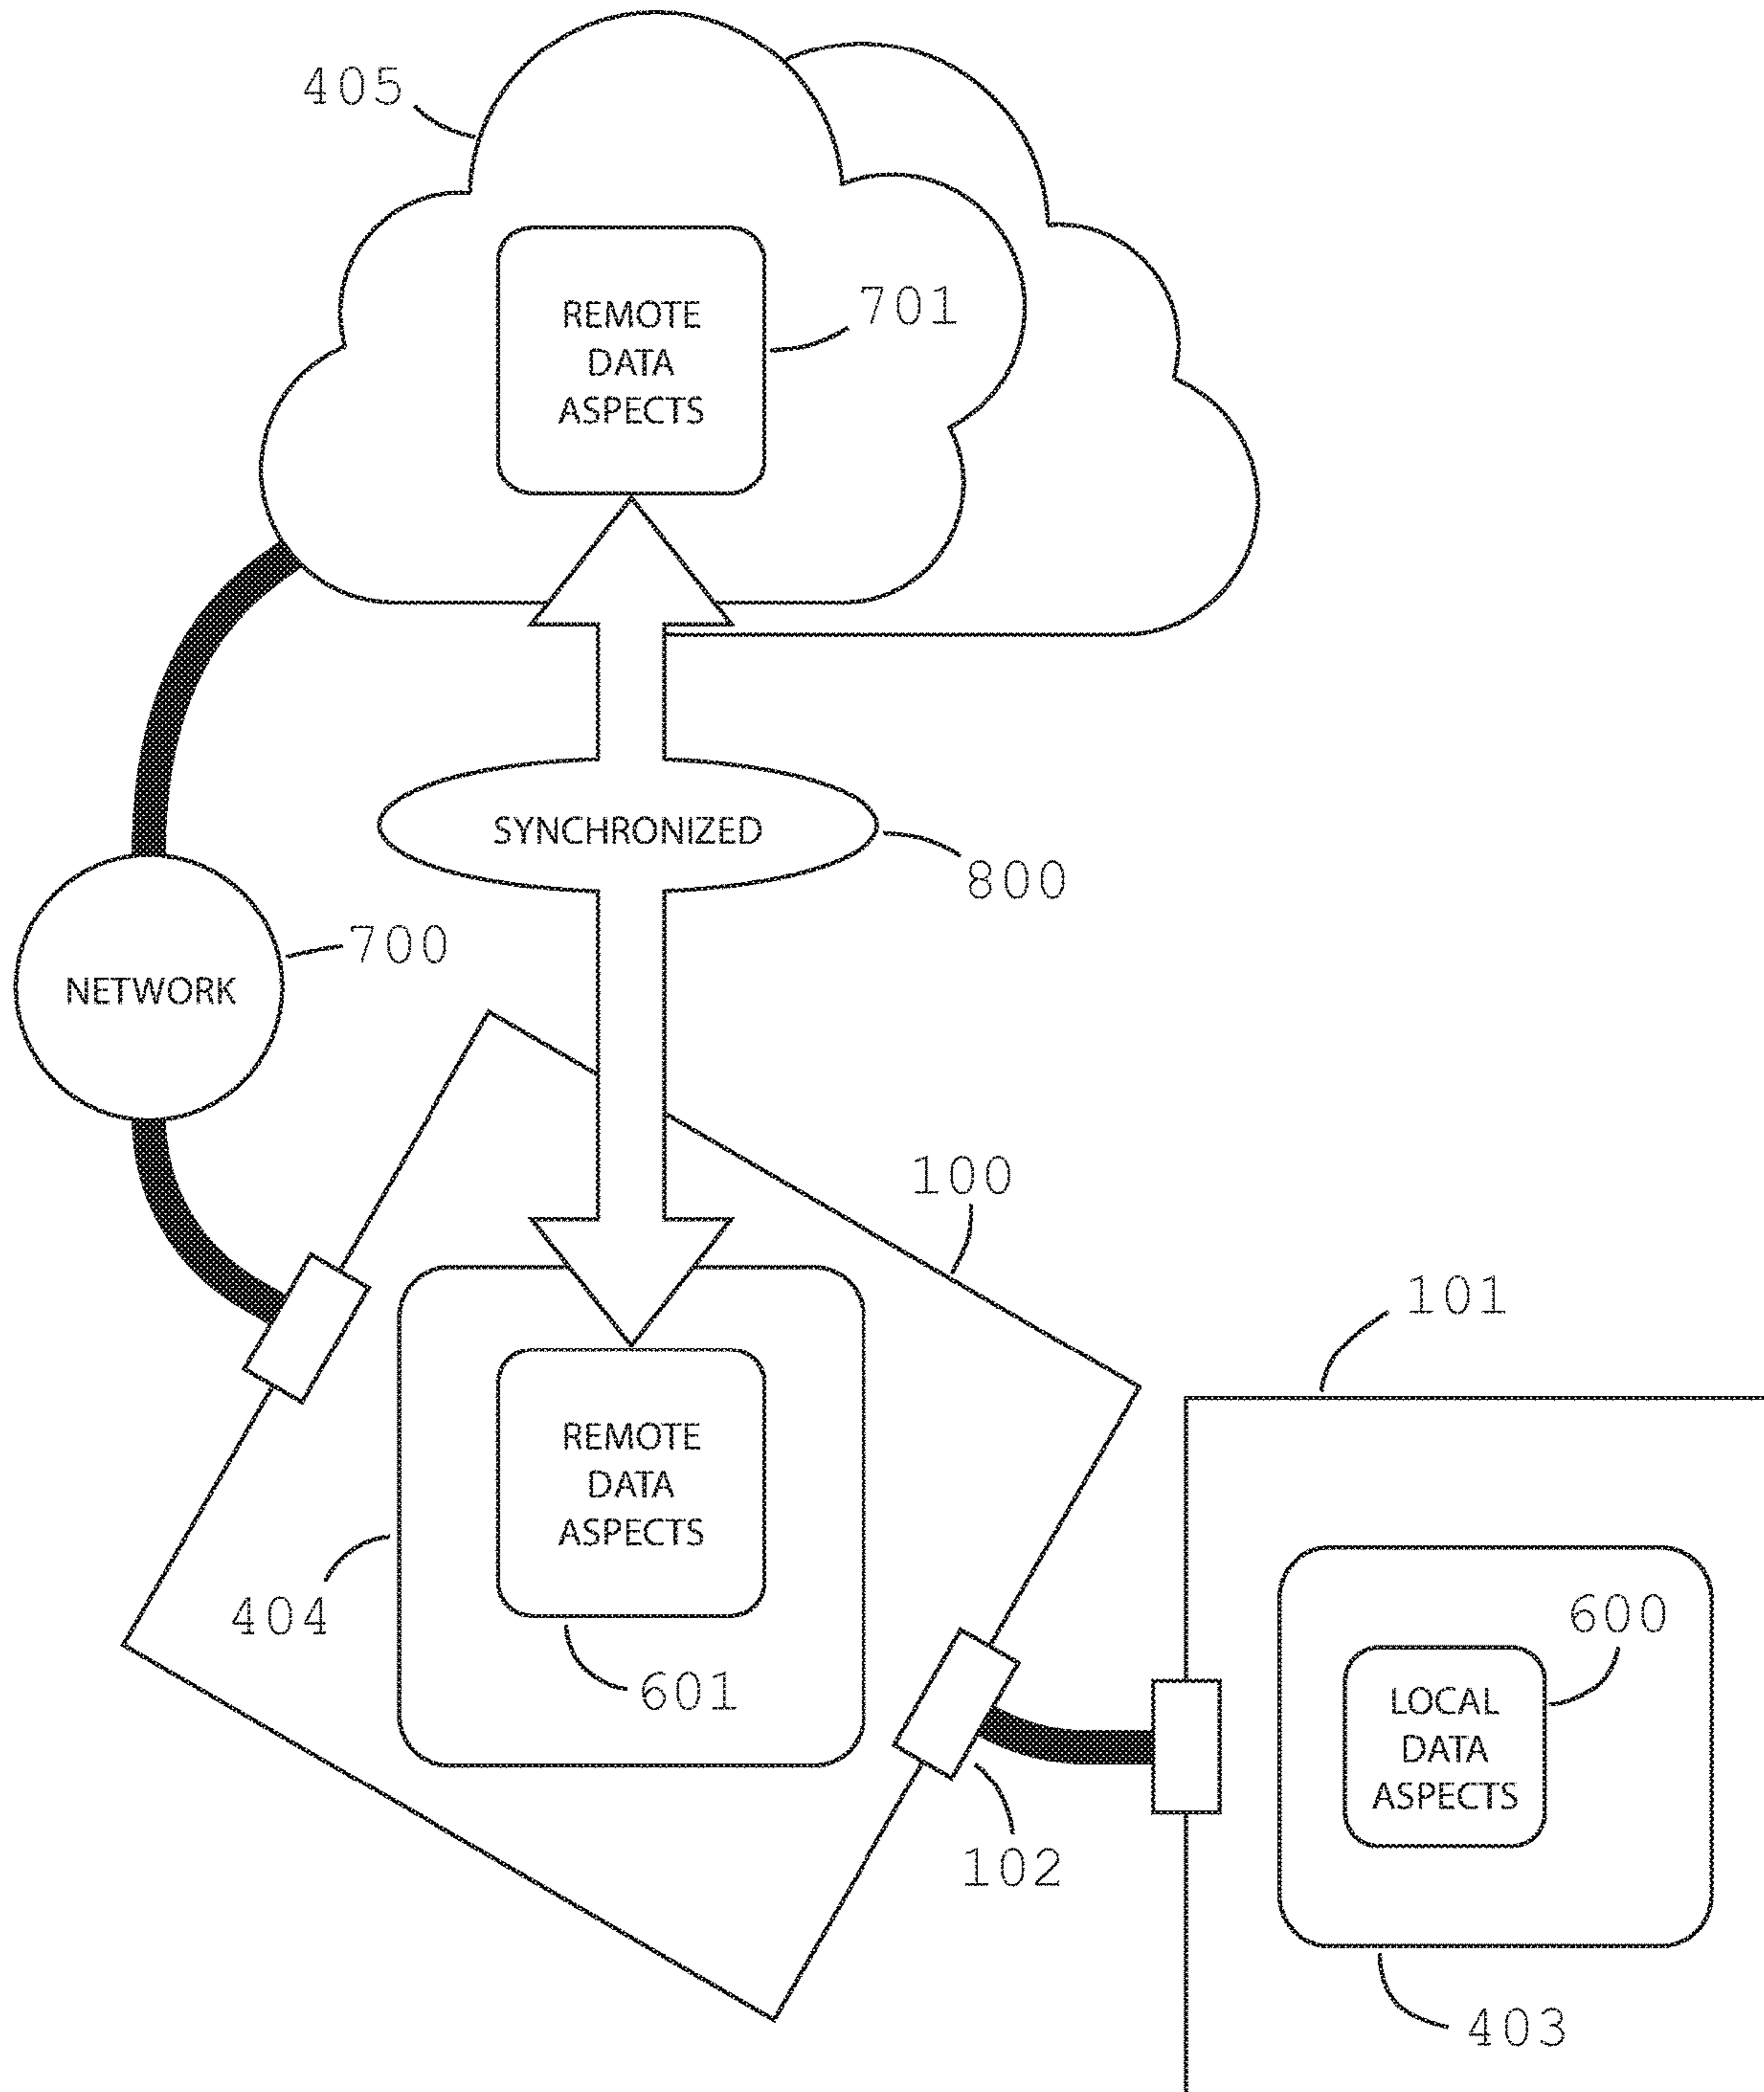 405
REMOTE
DATA
ASPECTS
701
SYNCHRONIZED
800
700
NETWORK
100
101
REMOTE
DATA
ASPECTS
404
601
600
LOCAL
DATA
ASPECTS
102
403